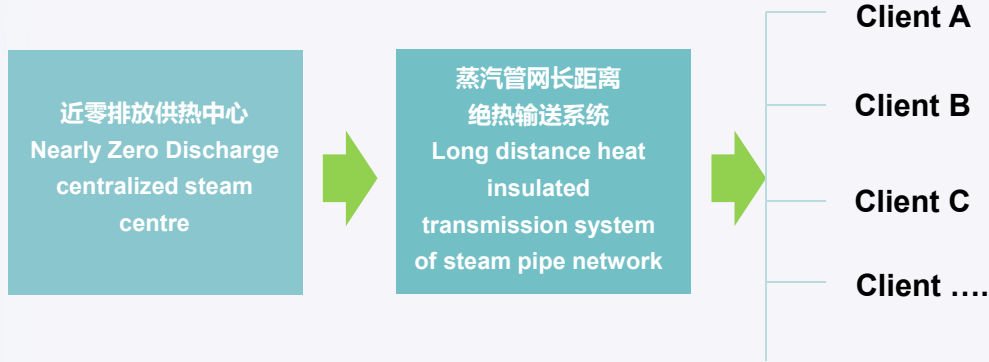 近零排放供热中心
Nearly Zero Discharge
centralized steam
centre
蒸汽管网长距离
绝热输送系统
Long distance heat
insulated
transmission system
of steam pipe network
Client A
Client B
Client C
Client ….